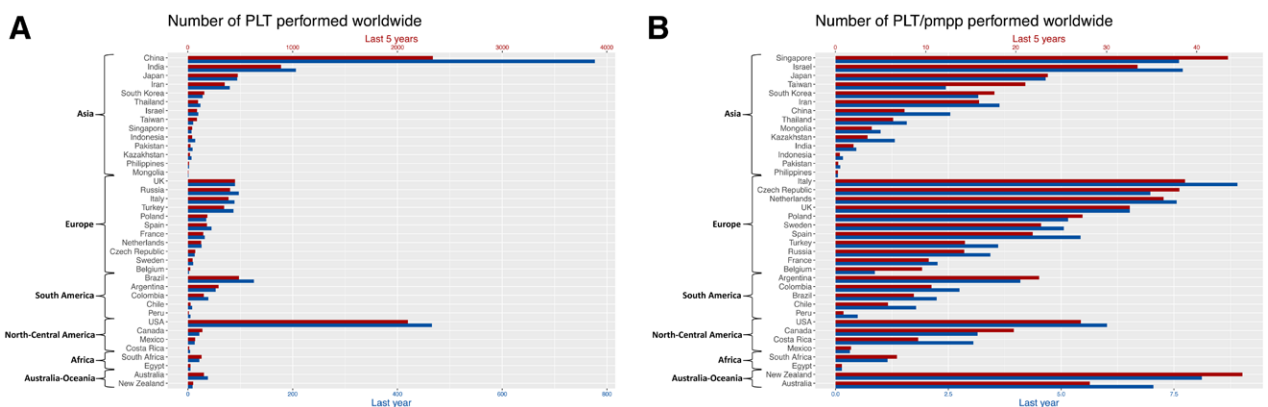 A
Number of PLT performed worldwide
Last 5 years
0 1000 2000 3000 4000
Asia
China
India
Japan
Iran
South Korea
Thailand
Israel
Taiwan
Singapore
Indonesia
Pakistan
Kazakhstan
Philippines
Mongolia
Europe
UK
Russia
Italy
Turkey
Poland
Spain
France
Netherlands
Czech Republic
Sweden
Belgium
South America
Brazil
Argentina
Colombia
Chile
Peru
North-Central America
USA
Canada
Mexico
Costa Rica
Africa
South Africa
Egypt
Australia-Oceania
Australia
New Zealand
0 200 400 600 800
Last year
B
Number of PLT/pmpp performed worldwide
Last 5 years
0 10 20 30 40
Asia
Singapore
Israel
Japan
Taiwan
South Korea
Iran
China
Thailand
Mongolia
Kazakhstan
India
Indonesia
Pakistan
Philippines
Europe
Italy
Czech Republic
Netherlands
UK
Poland
Sweden
Spain
Turkey
Russia
France
Belgium
South America
Argentina
Colombia
Brazil
Chile
Peru
North-Central America
USA
Canada
Costa Rica
Mexico
Africa
South Africa
Egypt
Australia-Oceania
New Zealand
Australia
0.0 2.5 5.0 7.5
Last year